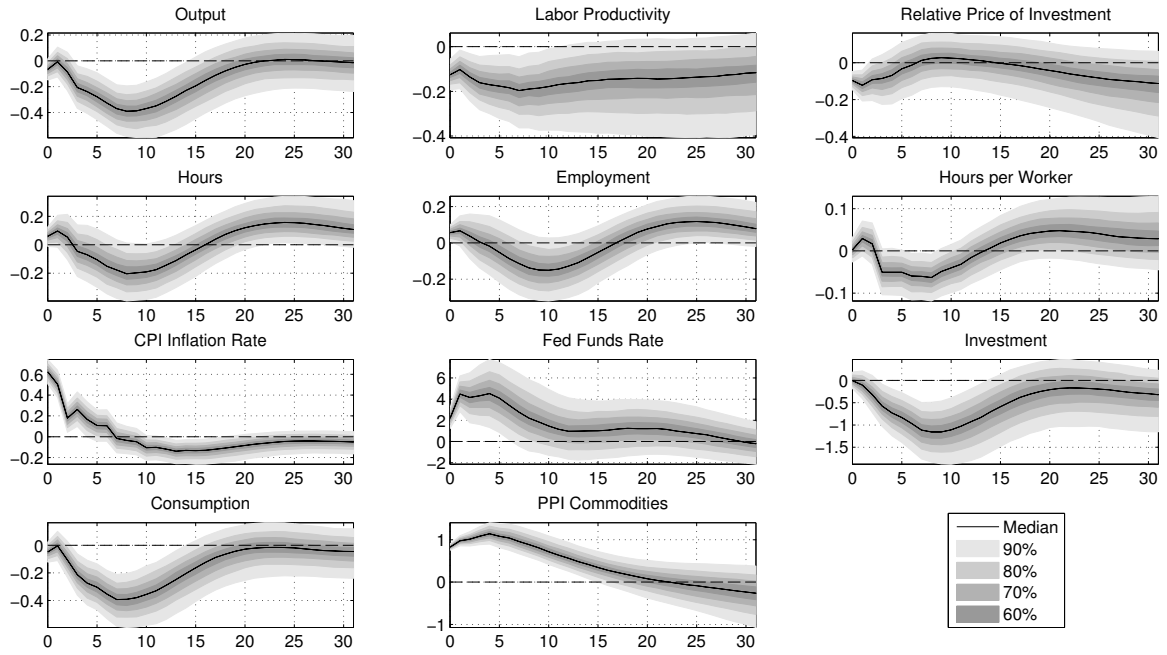 Output
Labor Productivity
Relative Price of Investment
0.2
0
−0.2
−0.4
0 5 10 15 20 25 30
0
−0.2
−0.4
0 5 10 15 20 25 30
0
−0.2
−0.4
0 5 10 15 20 25 30
Hours
Employment
Hours per Worker
0.2
0
−0.2
0 5 10 15 20 25 30
0.2
0
−0.2
0 5 10 15 20 25 30
0.1
0
−0.1
0 5 10 15 20 25 30
CPI Inflation Rate
Fed Funds Rate
Investment
0.6
0.4
0.2
0
−0.2
0 5 10 15 20 25 30
6
4
2
0
−2
0 5 10 15 20 25 30
0
−0.5
−1
−1.5
0 5 10 15 20 25 30
Consumption
PPI Commodities
0
−0.2
−0.4
0 5 10 15 20 25 30
1
0
−1
0 5 10 15 20 25 30
Median
90%
80%
70%
60%